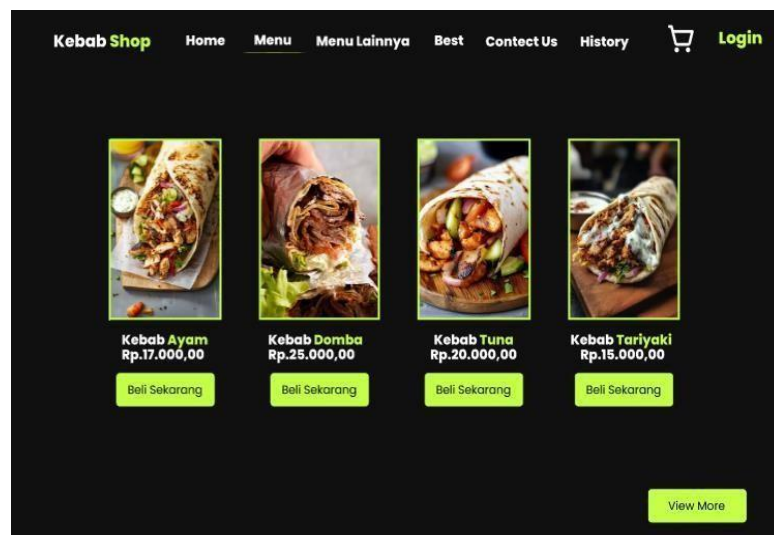 Kebab Shop Home Menu Menu Lainnya Best Contect Us History Login
Kebab Ayam
Rp.17.000,00
Beli Sekarang
Kebab Domba
Rp.25.000,00
Beli Sekarang
Kebab Tuna
Rp.20.000,00
Beli Sekarang
Kebab Tariyaki
Rp.15.000,00
Beli Sekarang
View More